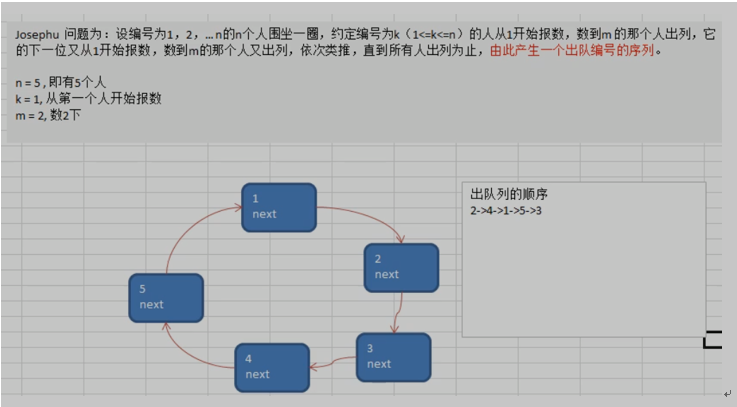 Josephu 问题为：设编号为1，2，…n的n个人围坐一圈，约定编号为k（1<=k<=n）的人从1开始报数，数到m 的那个人出列，它
的下一位又从1开始报数，数到m的那个人又出列，依次类推，直到所有人出列为止，由此产生一个出队编号的序列。
n = 5 , 即有5个人
k = 1, 从第一个人开始报数
m = 2, 数2下
出队列的顺序
2->4->1->5->3
1
next
2
next
5
next
3
next
4
next